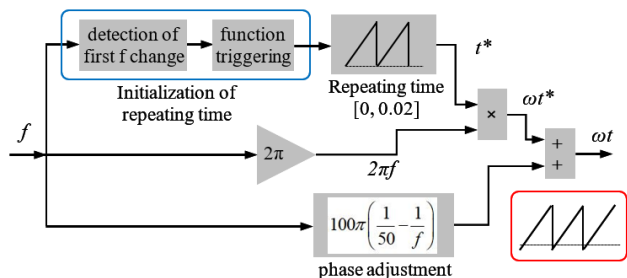 detection of
first f change
function
triggering
Initialization of
repeating time
Repeating time
[0, 0.02]
t*
f
2π
2πf
×
ωt*
+
+
ωt
100π(1/50 − 1/f)
phase adjustment